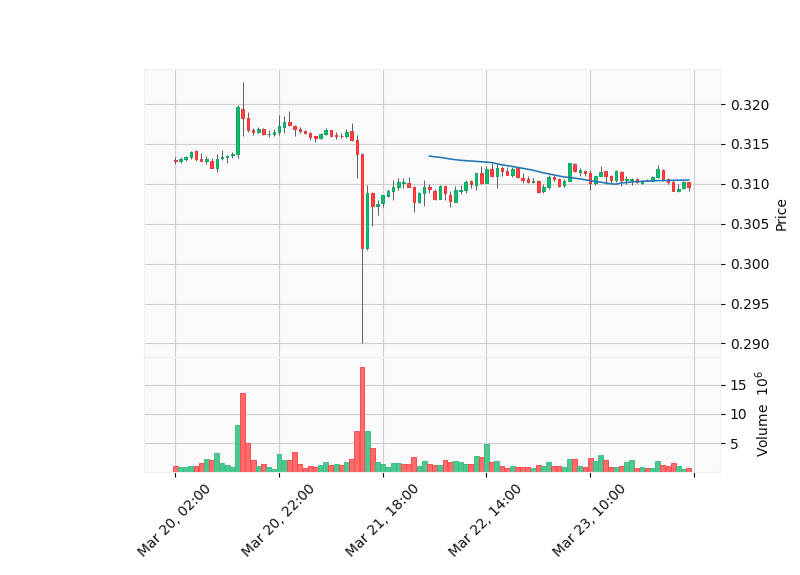 0.320
0.315
0.310
0.305
0.300
0.295
0.290
Price
15
10
5
Volume 10^6
Mar 20, 02:00
Mar 20, 22:00
Mar 21, 18:00
Mar 22, 14:00
Mar 23, 10:00